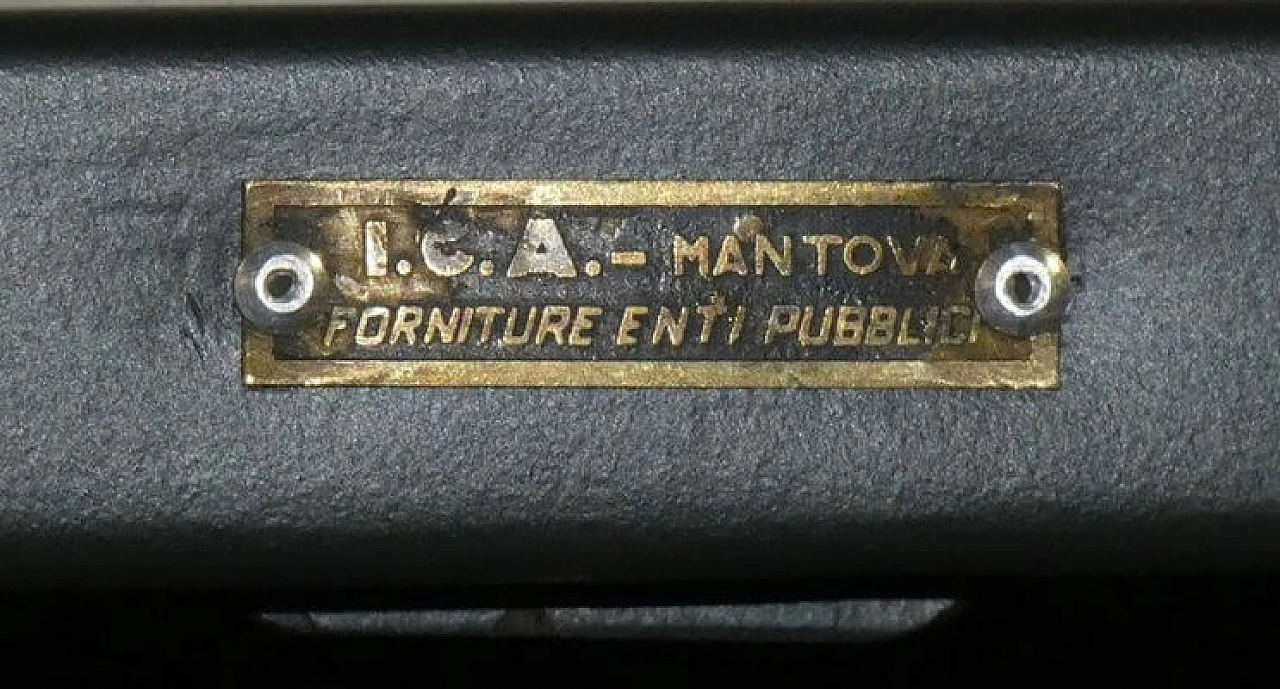 I.C.A.- MANTOVA
FORNITURE ENTI PUBBLICI